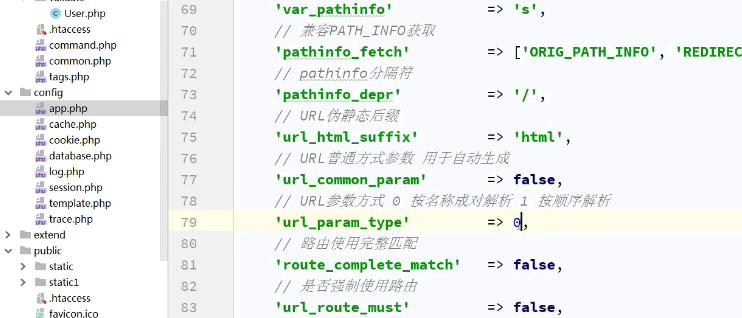 User.php
.htaccess
command.php
common.php
tags.php
config
app.php
cache.php
cookie.php
database.php
log.php
session.php
template.php
trace.php
extend
public
static
static1
.htaccess
favicon.ico
69 'var_pathinfo' => 's',
70 // 兼容PATH_INFO获取
71 'pathinfo_fetch' => ['ORIG_PATH_INFO', 'REDIREC
72 // pathinfo分隔符
73 'pathinfo_depr' => '/',
74 // URL伪静态后缀
75 'url_html_suffix' => 'html',
76 // URL普通方式参数 用于自动生成
77 'url_common_param' => false,
78 // URL参数方式 0 按名称成对解析 1 按顺序解析
79 'url_param_type' => 0,
80 // 路由使用完整匹配
81 'route_complete_match' => false,
82 // 是否强制使用路由
83 'url_route_must' => false,